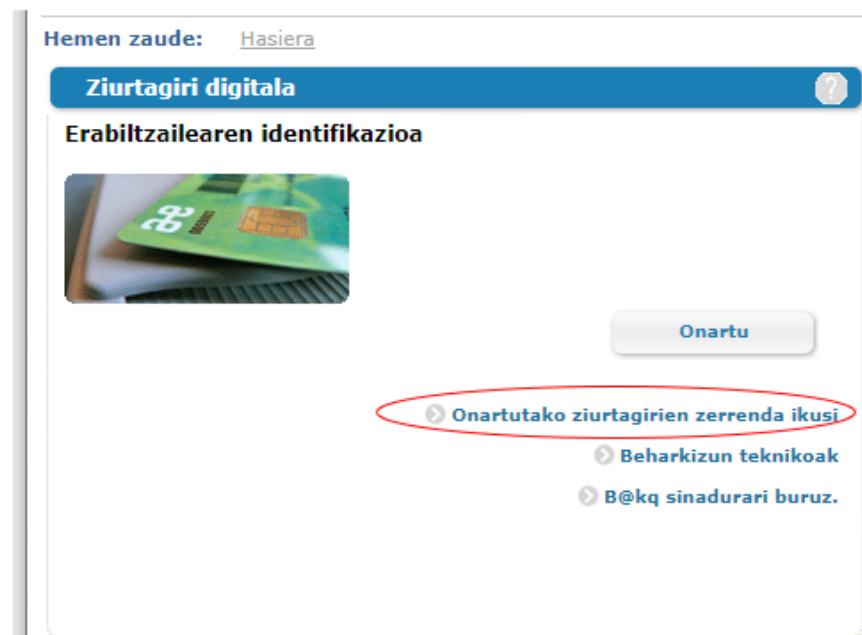 Hemen zaude: Hasiera
Ziurtagiri digitala ?
Erabiltzailearen identifikazioa
Onartu
Onartutako ziurtagirien zerrenda ikusi
Beharkizun teknikoak
B@kq sinadurari buruz.